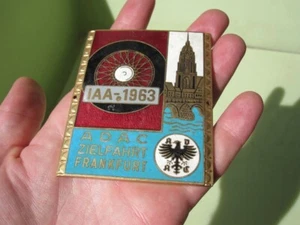 IAA-1963
ADAC
ZIELFAHRT
FRANKFURT
A D
A C